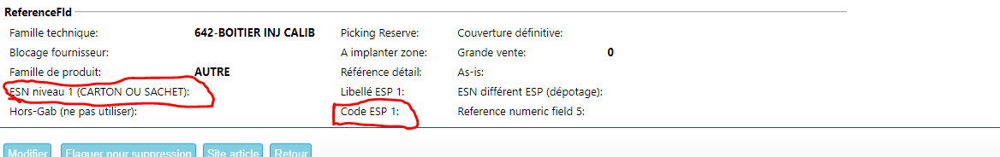 ReferenceFld
Famille technique: 642-BOITIER INJ CALIB Picking Reserve: Couverture définitive:
Blocage fournisseur: A implanter zone: Grande vente: 0
Famille de produit: AUTRE Référence détail: As-is:
ESN niveau 1 (CARTON OU SACHET): Libellé ESP 1: ESN différent ESP (dépotage):
Hors-Gab (ne pas utiliser): Code ESP 1: Reference numeric field 5:
Modifier Elaguer pour suppression Site article Retour